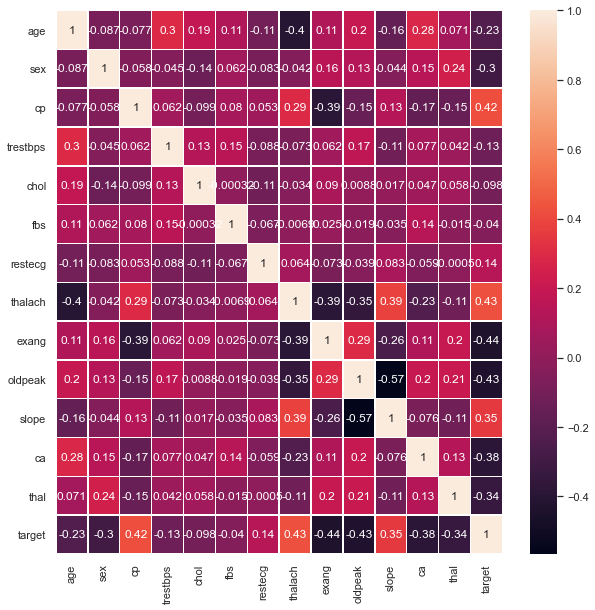 age 1 -0.087 -0.077 0.3 0.19 0.11 -0.11 -0.4 0.11 0.2 -0.16 0.28 0.071 -0.23
sex -0.087 1 -0.058 -0.045 -0.14 0.062 -0.083 -0.042 0.16 0.13 -0.044 0.15 0.24 -0.3
cp -0.077 -0.058 1 0.062 -0.099 0.08 0.053 0.29 -0.39 -0.15 0.13 -0.17 -0.15 0.42
trestbps 0.3 -0.045 0.062 1 0.13 0.15 -0.088 -0.073 0.062 0.17 -0.11 0.077 0.042 -0.13
chol 0.19 -0.14 -0.099 0.13 1 -0.11 -0.034 0.09 0.0088 0.017 0.047 0.058 -0.098
fbs 0.11 0.062 0.08 0.15 1 -0.067 -0.0069 0.025 -0.019 -0.035 0.14 -0.015 -0.04
restecg -0.11 -0.083 0.053 -0.088 -0.11 -0.067 1 0.064 -0.073 -0.039 0.083 -0.059 0.14
thalach -0.4 -0.042 0.29 -0.073 -0.034 -0.0069 0.064 1 -0.39 -0.35 0.39 -0.23 -0.11 0.43
exang 0.11 0.16 -0.39 0.062 0.09 0.025 -0.073 -0.39 1 0.29 -0.26 0.11 0.2 -0.44
oldpeak 0.2 0.13 -0.15 0.17 0.0088 -0.019 -0.039 -0.35 0.29 1 -0.57 0.2 0.21 -0.43
slope -0.16 -0.044 0.13 -0.11 0.017 -0.035 0.083 0.39 -0.26 -0.57 1 -0.076 -0.11 0.35
ca 0.28 0.15 -0.17 0.077 0.047 0.14 -0.059 -0.23 0.11 0.2 -0.076 1 0.13 -0.38
thal 0.071 0.24 -0.15 0.042 0.058 -0.015 -0.11 0.2 0.21 -0.11 0.13 1 -0.34
target -0.23 -0.3 0.42 -0.13 -0.098 -0.04 0.14 0.43 -0.44 -0.43 0.35 -0.38 -0.34 1
age sex cp trestbps chol fbs restecg thalach exang oldpeak slope ca thal target
1.0
0.8
0.6
0.4
0.2
0.0
−0.2
−0.4